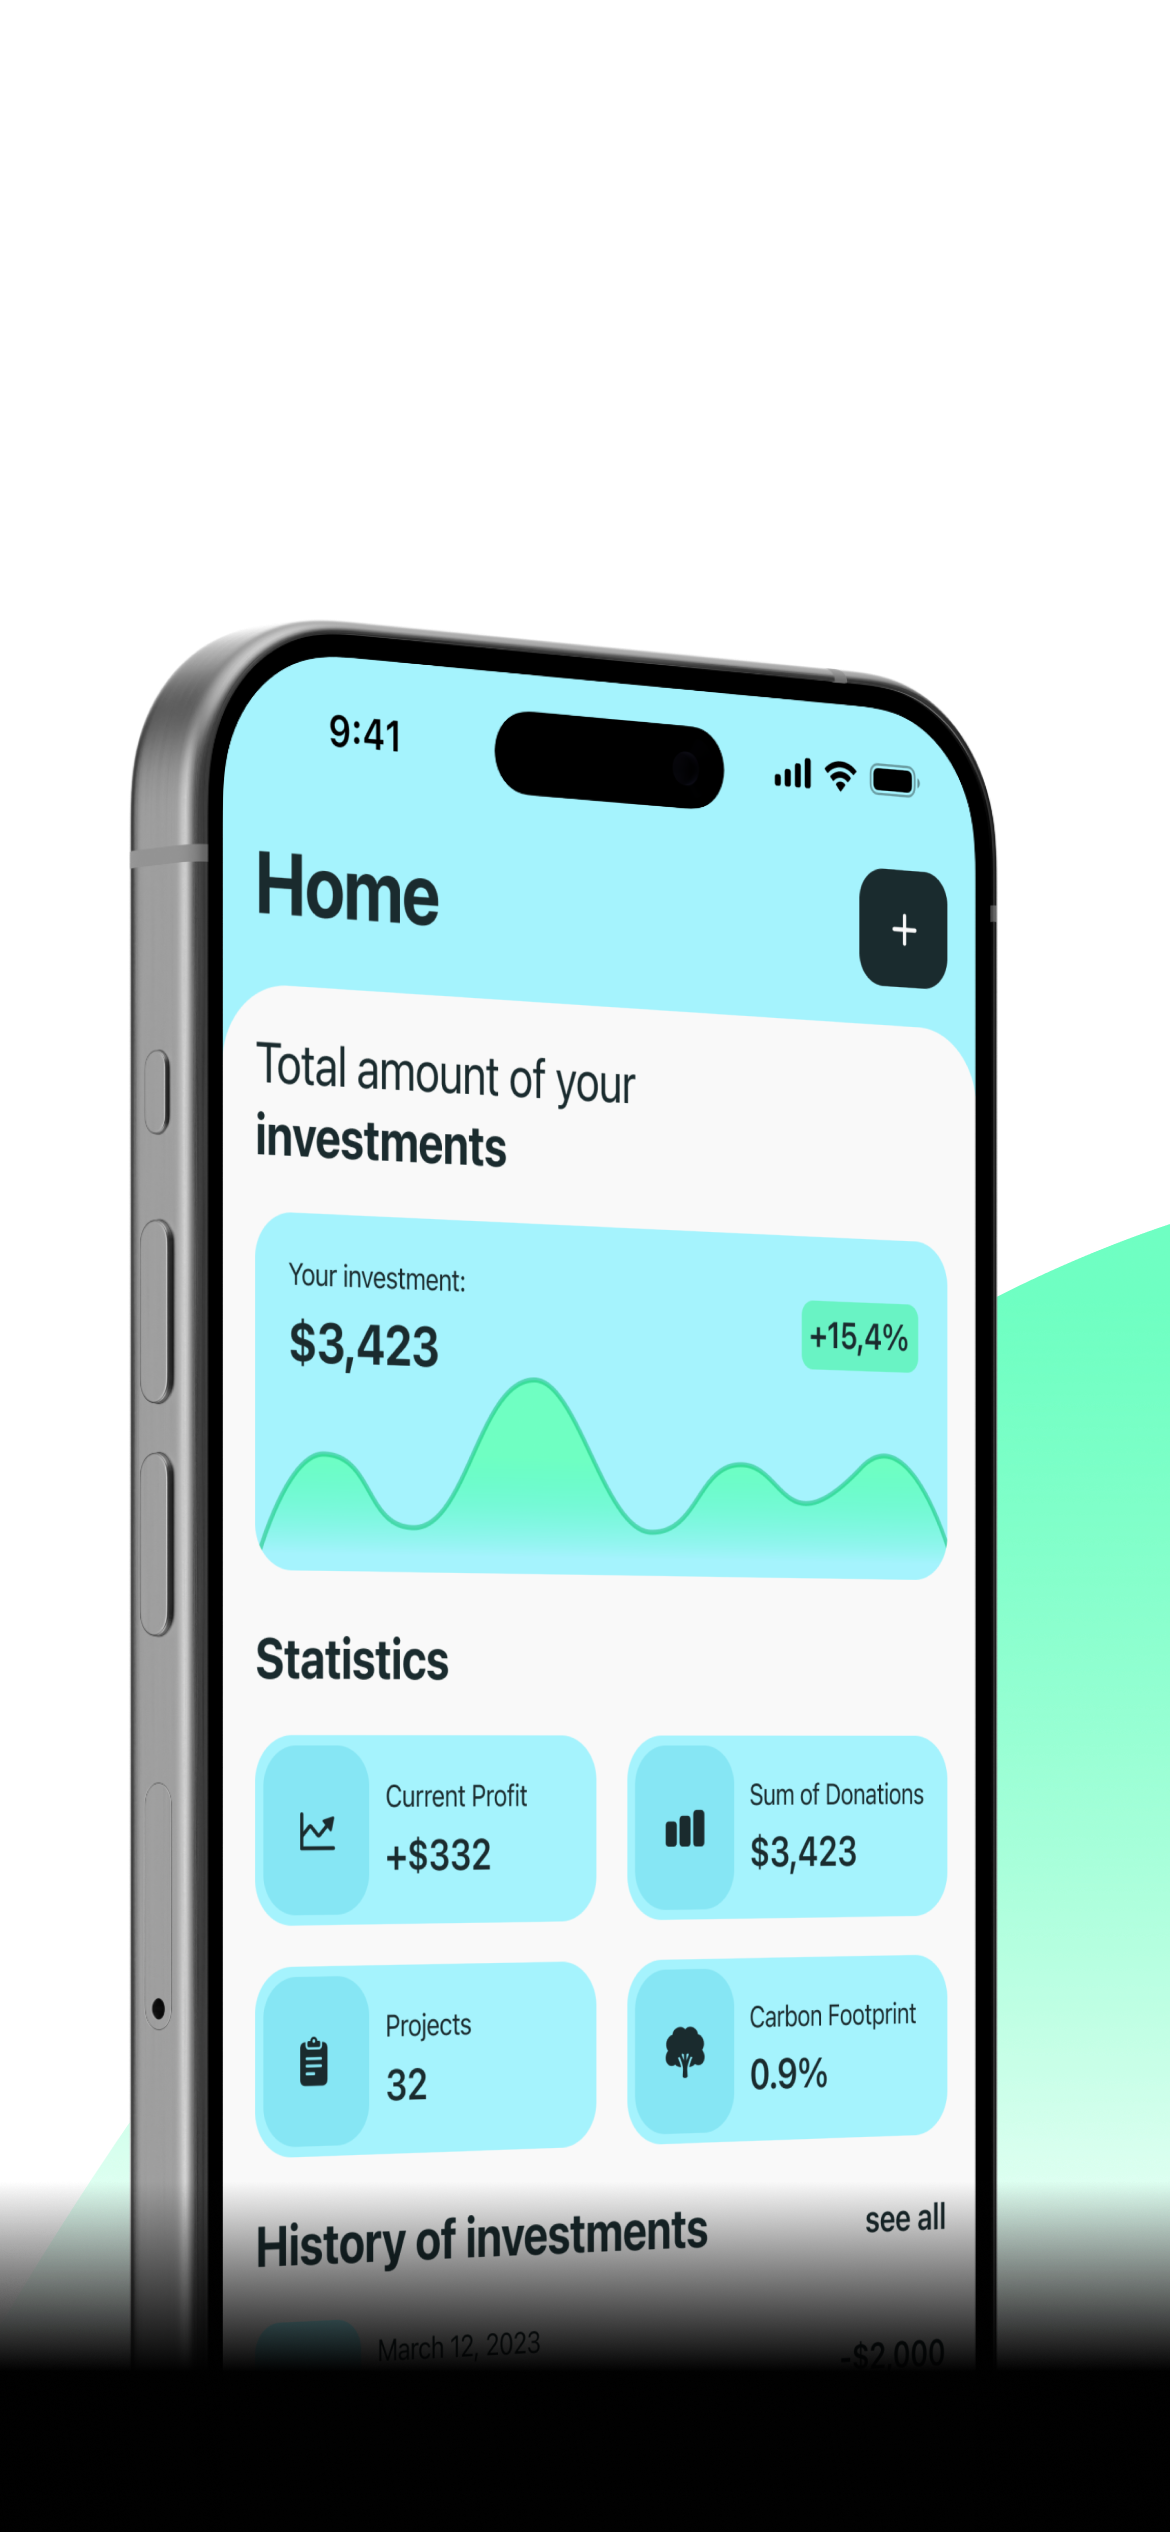 9:41
Home
Total amount of your
investments
Your investment:
$3,423
+15,4%
Statistics
Current Profit
+$332
Sum of Donations
$3,423
Projects
32
Carbon Footprint
0.9%
History of investments
see all
March 12, 2023
-$2,000